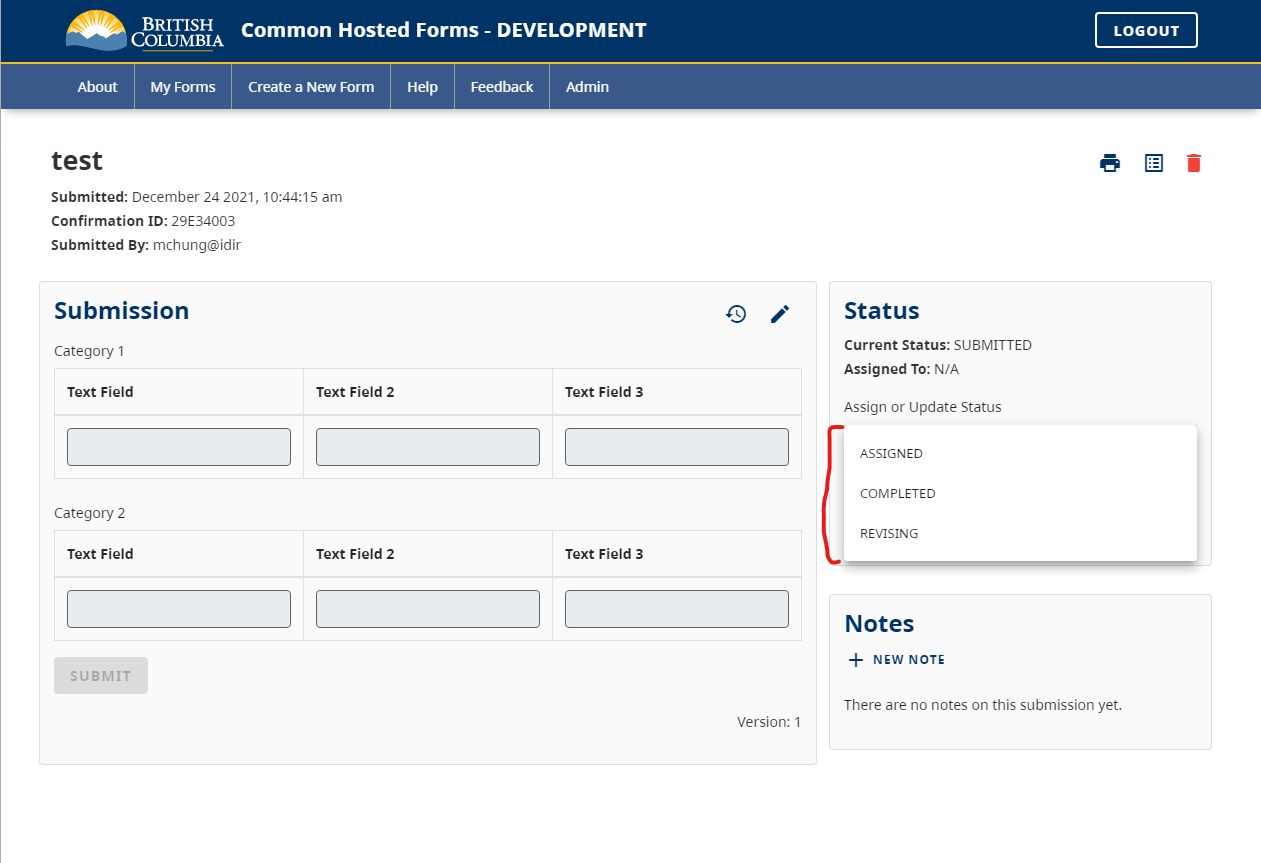 BRITISH COLUMBIA
Common Hosted Forms - DEVELOPMENT
LOGOUT
About
My Forms
Create a New Form
Help
Feedback
Admin
test
Submitted: December 24 2021, 10:44:15 am
Confirmation ID: 29E34003
Submitted By: mchung@idir
Submission
Category 1
Text Field
Text Field 2
Text Field 3
Category 2
Text Field
Text Field 2
Text Field 3
SUBMIT
Version: 1
Status
Current Status: SUBMITTED
Assigned To: N/A
Assign or Update Status
ASSIGNED
COMPLETED
REVISING
Notes
NEW NOTE
There are no notes on this submission yet.